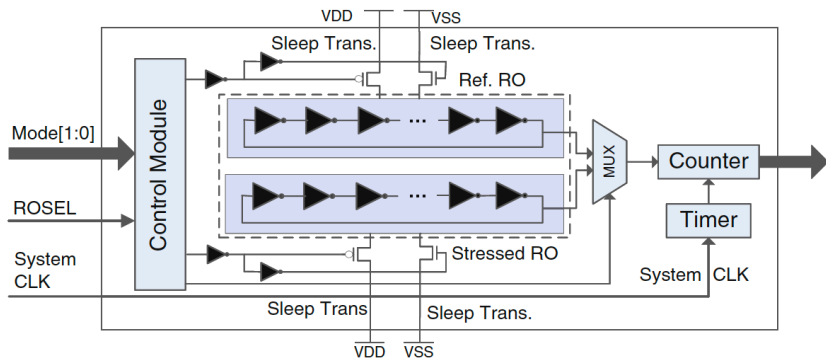 VDD
VSS
Sleep Trans.
Sleep Trans.
Ref. RO
Mode[1:0]
Control Module
MUX
Counter
ROSEL
Timer
System
CLK
Stressed RO
System CLK
Sleep Trans
Sleep Trans.
VDD
VSS